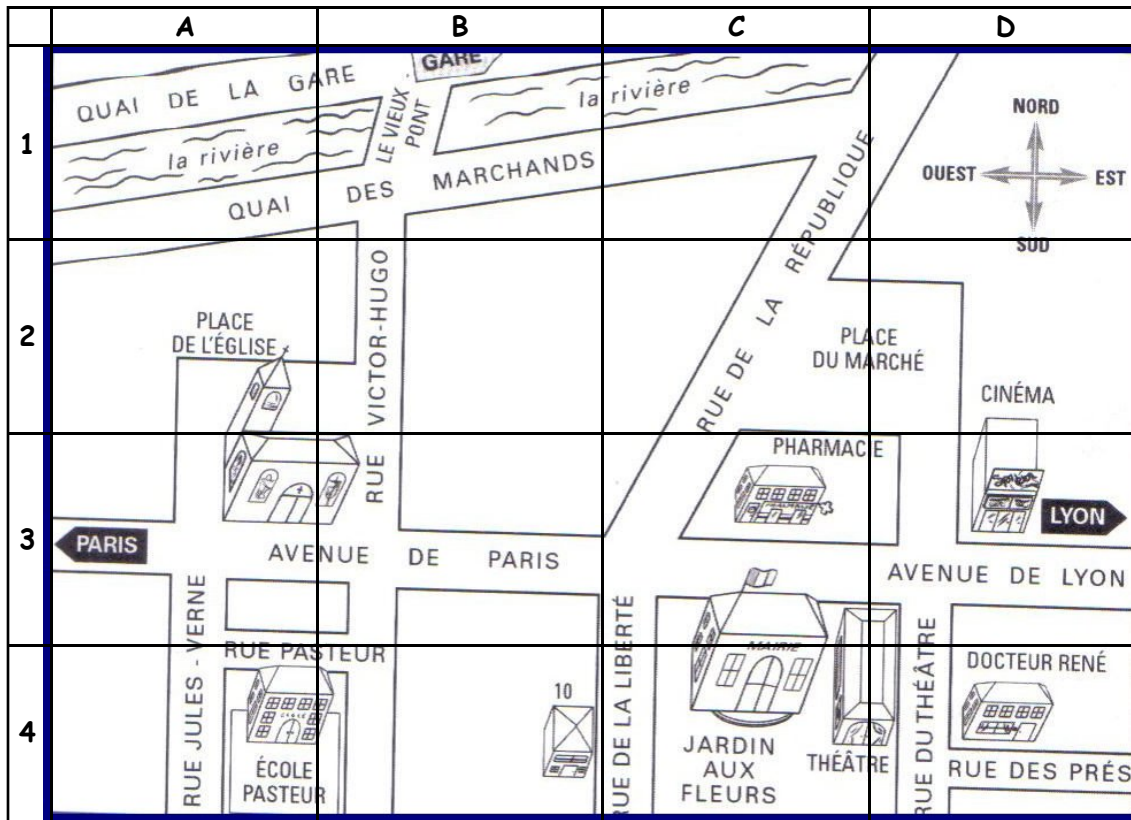 A B C D
1
2
3
4
GARE
QUAI DE LA GARE
LE VIEUX
PONT
la rivière
la rivière
QUAI DES MARCHANDS
NORD
OUEST
EST
SUD
RUE DE LA RÉPUBLIQUE
RUE VICTOR-HUGO
PLACE
DE L'ÉGLISE
PLACE
DU MARCHÉ
CINÉMA
PHARMACIE
PARIS
LYON
AVENUE DE PARIS
AVENUE DE LYON
RUE JULES-VERNE
RUE PASTEUR
ÉCOLE
PASTEUR
10
RUE DE LA LIBERTÉ
MAIRIE
JARDIN
AUX
FLEURS
THÉÂTRE
RUE DU THÉÂTRE
DOCTEUR RENÉ
RUE DES PRÉS